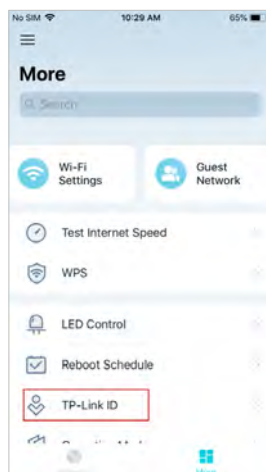 No SIM 10:29 AM 65%
More
Search
Wi-Fi
Settings
Guest
Network
Test Internet Speed
WPS
LED Control
Reboot Schedule
TP-Link ID
More